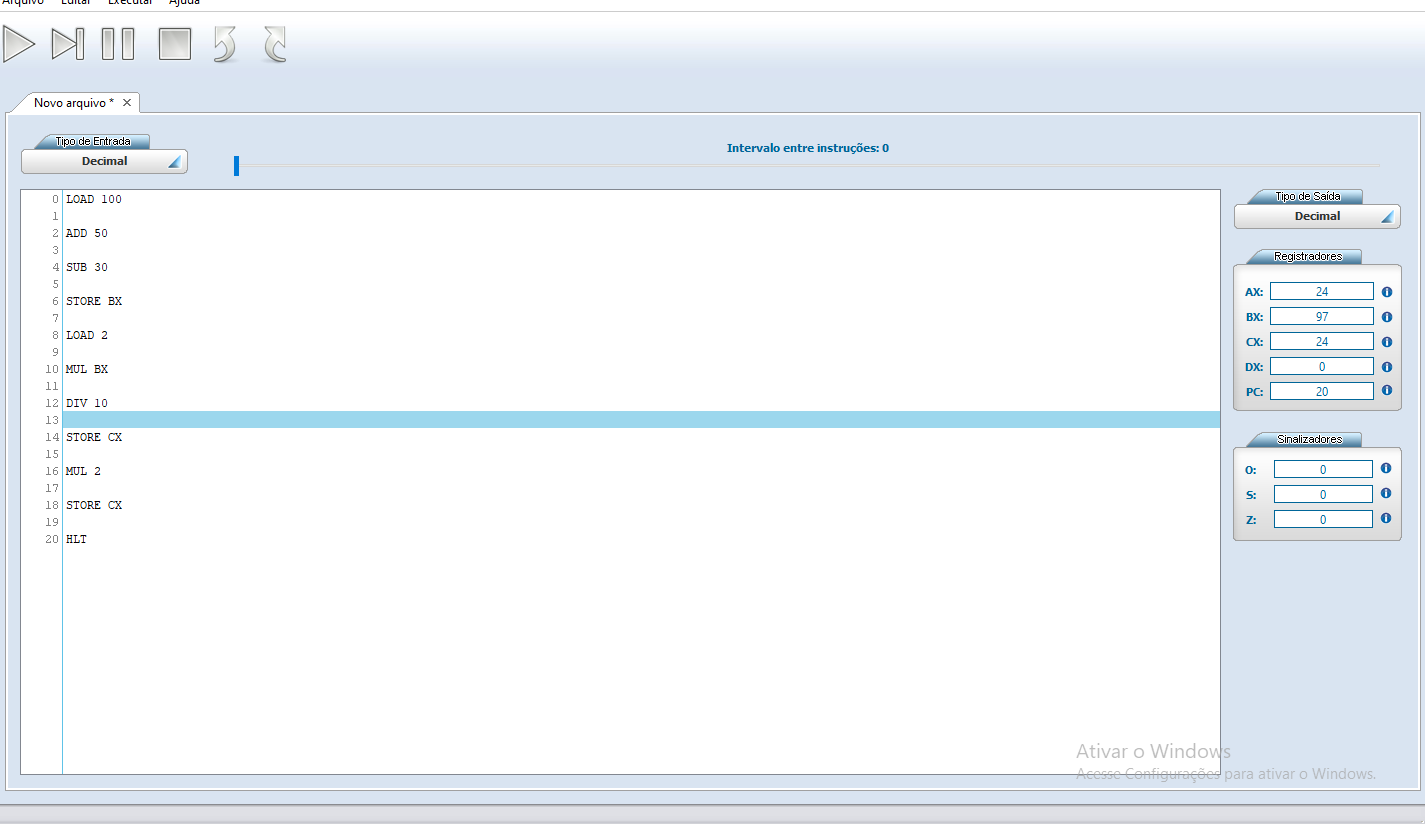 Arquivo Editar Executar Ajuda
Novo arquivo * ✕
Tipo de Entrada
Decimal
Intervalo entre instruções: 0
0 LOAD 100
1
2 ADD 50
3
4 SUB 30
5
6 STORE BX
7
8 LOAD 2
9
10 MUL BX
11
12 DIV 10
13
14 STORE CX
15
16 MUL 2
17
18 STORE CX
19
20 HLT
Tipo de Saída
Decimal
Registradores
AX: 24
BX: 97
CX: 24
DX: 0
PC: 20
Sinalizadores
O: 0
S: 0
Z: 0
Ativar o Windows
Acesse Configurações para ativar o Windows.